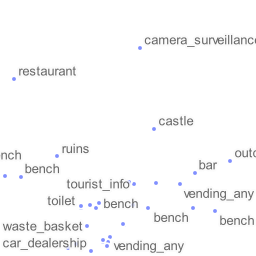 camera_surveillance
restaurant
castle
ruins
outd
nch
bench
bar
tourist_info
vending_any
toilet
bench
bench
bench
waste_basket
car_dealership
vending_any